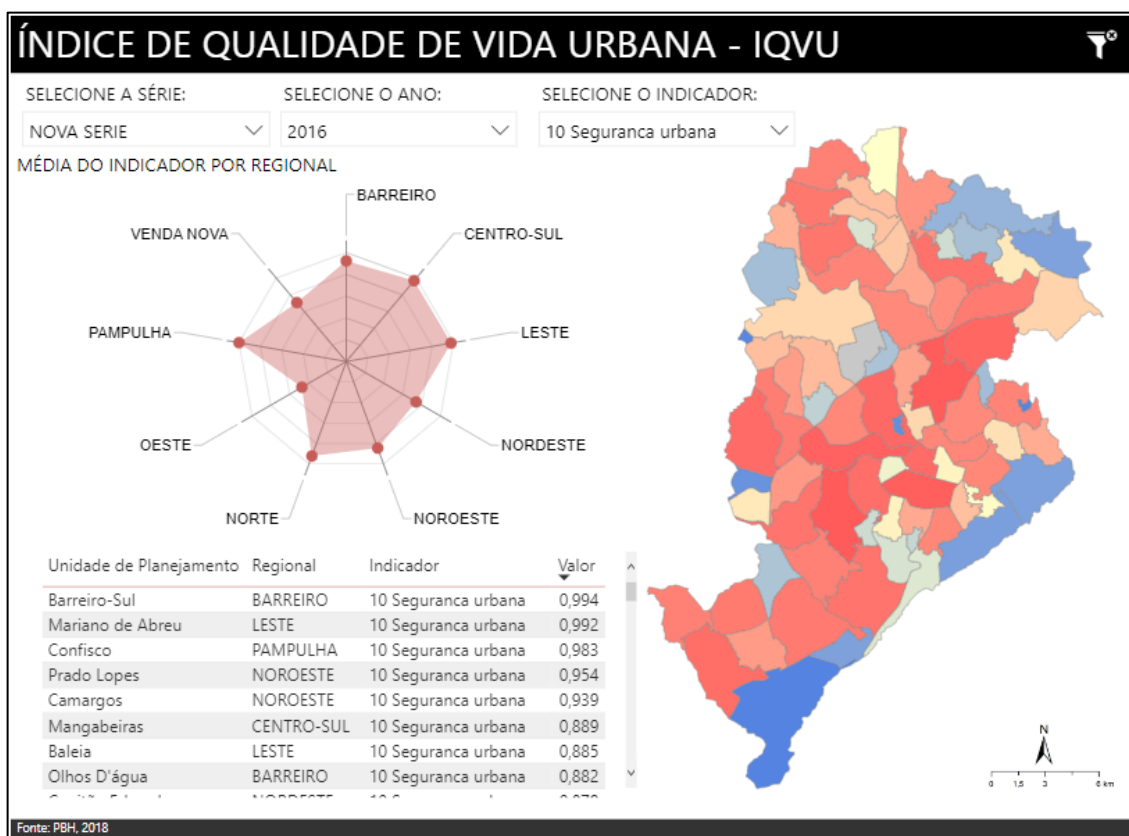 ÍNDICE DE QUALIDADE DE VIDA URBANA - IQVU
SELECIONE A SÉRIE: SELECIONE O ANO: SELECIONE O INDICADOR:
NOVA SERIE 2016 10 Seguranca urbana
MÉDIA DO INDICADOR POR REGIONAL
BARREIRO
VENDA NOVA CENTRO-SUL
PAMPULHA LESTE
OESTE NORDESTE
NORTE NOROESTE
Unidade de Planejamento Regional Indicador Valor
Barreiro-Sul BARREIRO 10 Seguranca urbana 0,994
Mariano de Abreu LESTE 10 Seguranca urbana 0,992
Confisco PAMPULHA 10 Seguranca urbana 0,983
Prado Lopes NOROESTE 10 Seguranca urbana 0,954
Camargos NOROESTE 10 Seguranca urbana 0,939
Mangabeiras CENTRO-SUL 10 Seguranca urbana 0,889
Baleia LESTE 10 Seguranca urbana 0,885
Olhos D'água BARREIRO 10 Seguranca urbana 0,882
N
0 1,5 3 6 km
Fonte: PBH, 2018